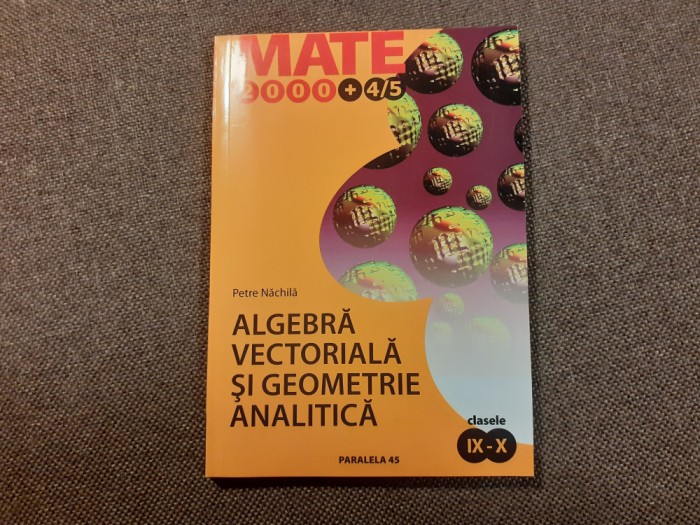 MATE
2000 + 4/5
Petre Năchilă
ALGEBRĂ
VECTORIALĂ
ŞI GEOMETRIE
ANALITICĂ
clasele
IX - X
PARALELA 45